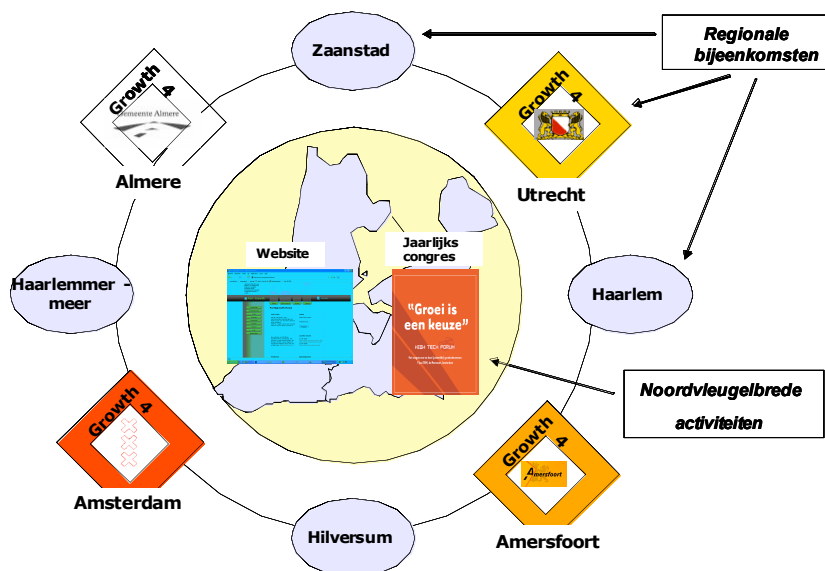 Zaanstad
Regionale
bijeenkomsten
Growth 4
Gemeente Almere
Almere
Growth 4
Utrecht
Website
Jaarlijks
congres
Haarlemmer -
meer
"Groei is
een keuze"
HIGH TECH FORUM
Haarlem
Growth 4
Amsterdam
Noordvleugelbrede
activiteiten
Growth 4
Amersfoort
Amersfoort
Hilversum